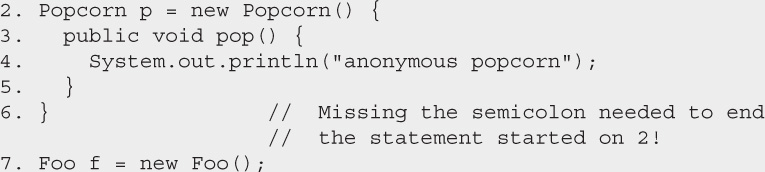 2. Popcorn p = new Popcorn() {
3.   public void pop() {
4.     System.out.println("anonymous popcorn");
5.   }
6. }                 //  Missing the semicolon needed to end
                     //  the statement started on 2!
7. Foo f = new Foo();